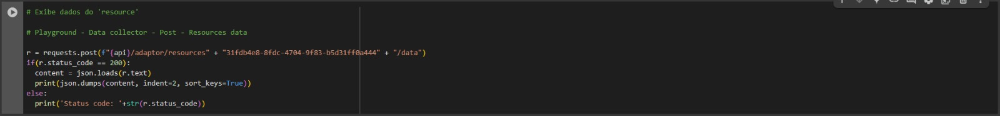 # Exibe dados do 'resource'
# Playground - Data collector - Post - Resources data
r = requests.post(f"{api}/adaptor/resources" + "31fdb4e8-8fdc-4704-9f83-b5d31ff0a444" + "/data")
if(r.status_code == 200):
  content = json.loads(r.text)
  print(json.dumps(content, indent=2, sort_keys=True))
else:
  print('Status code: '+str(r.status_code))